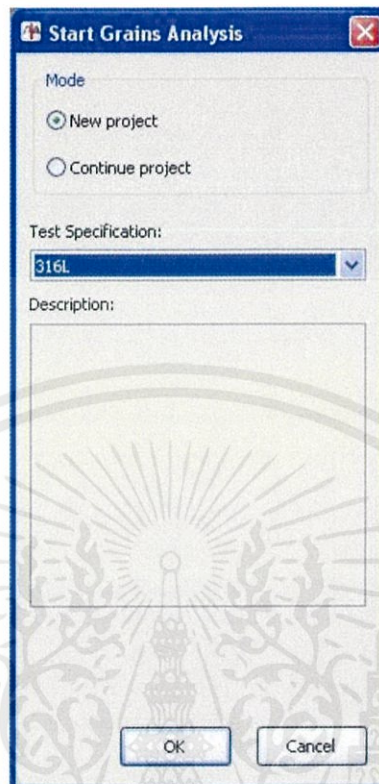 Start Grains Analysis
Mode
New project
Continue project
Test Specification:
316L
Description:
OK
Cancel